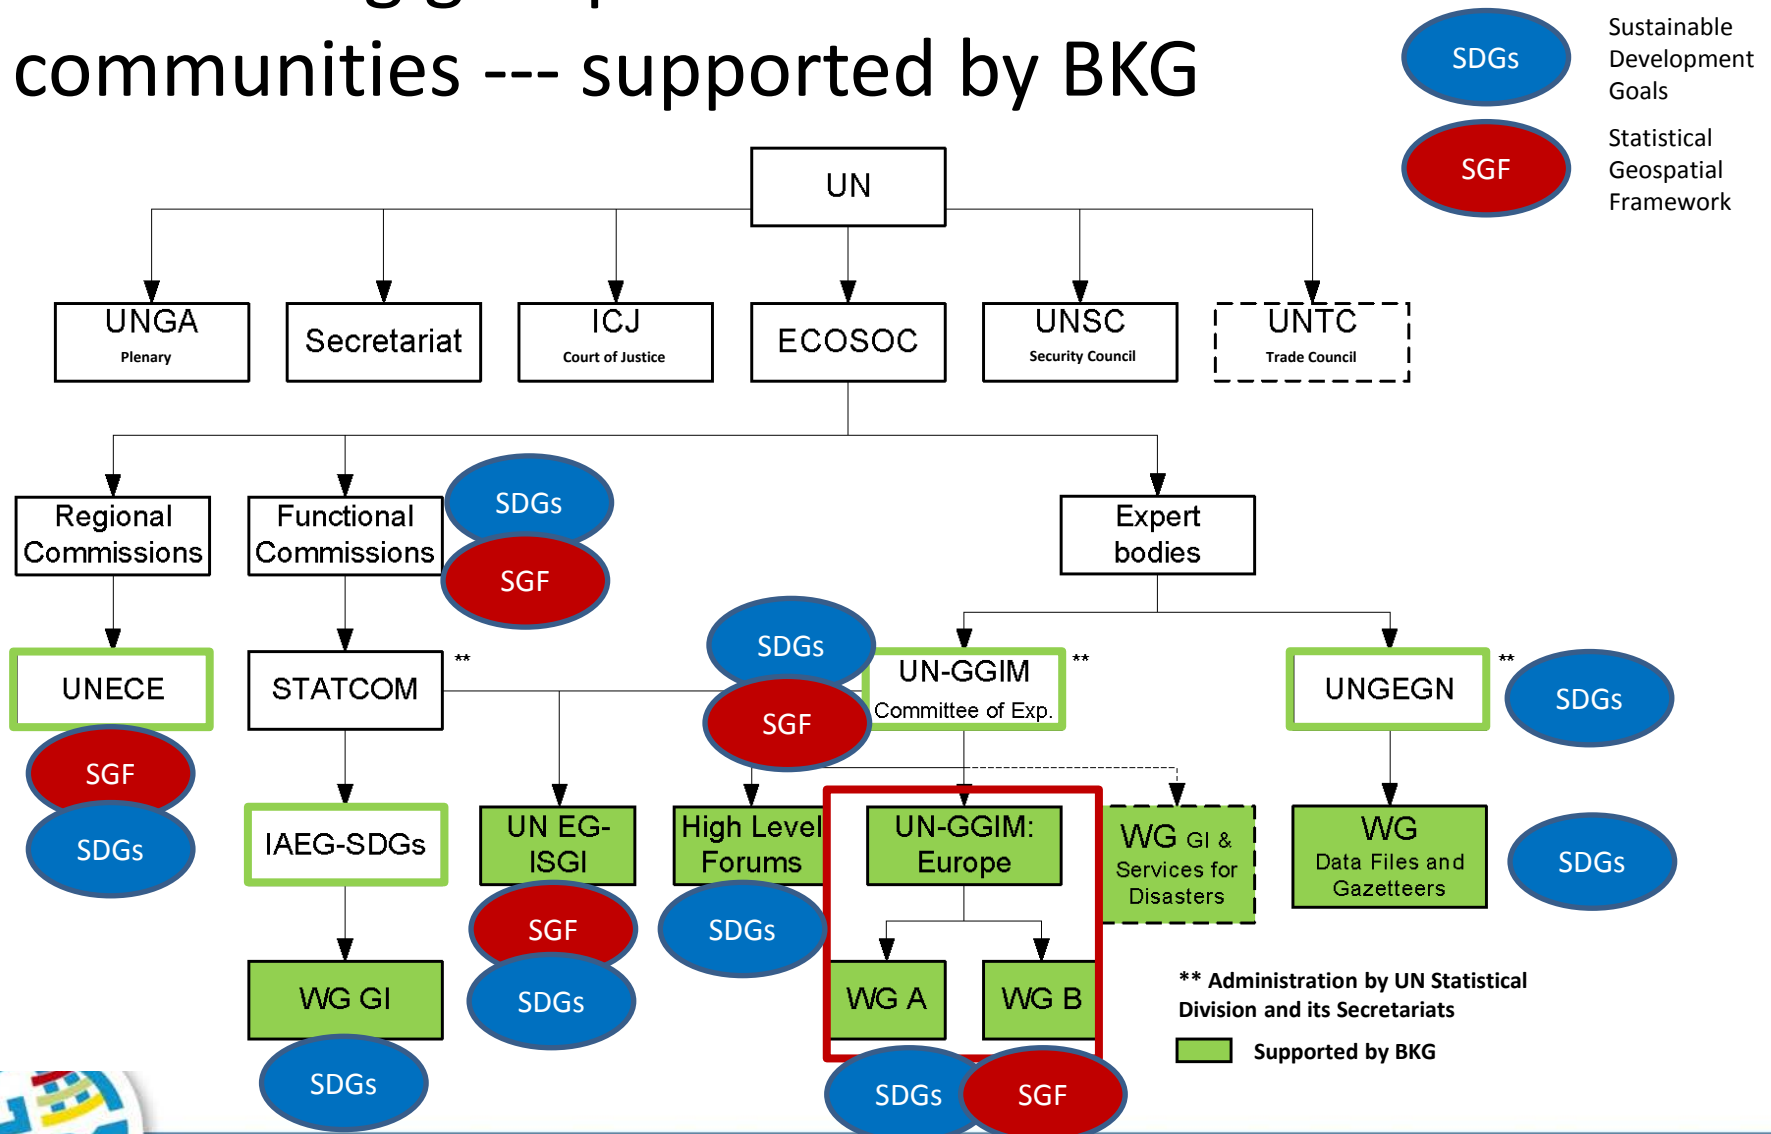 communities --- supported by BKG
SDGs
Sustainable
Development
Goals
SGF
Statistical
Geospatial
Framework
UN
UNGA
Plenary
Secretariat
ICJ
Court of Justice
ECOSOC
UNSC
Security Council
UNTC
Trade Council
Regional
Commissions
Functional
Commissions
SDGs
SGF
Expert
bodies
UNECE
SGF
SDGs
STATCOM
**
SDGs
SGF
UN-GGIM
Committee of Exp.
**
UNGEGN
**
SDGs
IAEG-SDGs
UN EG-
ISGI
SGF
SDGs
High Level
Forums
SDGs
UN-GGIM:
Europe
WG GI &
Services for
Disasters
WG
Data Files and
Gazetteers
SDGs
WG GI
SDGs
WG A
WG B
SDGs
SGF
** Administration by UN Statistical
Division and its Secretariats
Supported by BKG